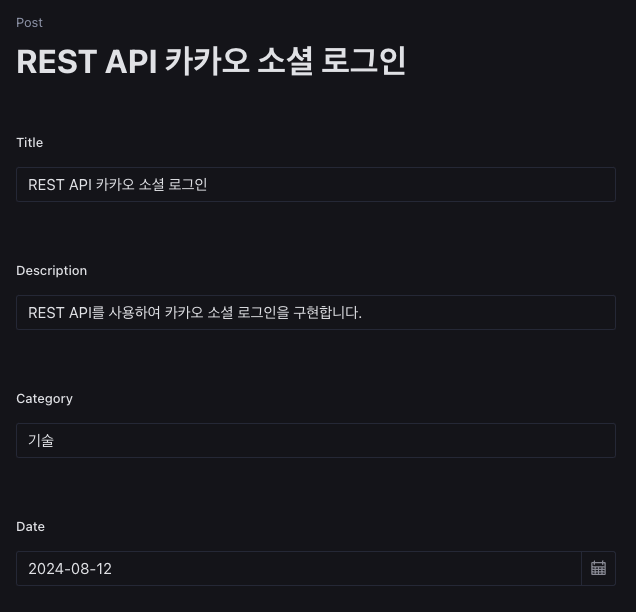 Post
REST API 카카오 소셜 로그인
Title
REST API 카카오 소셜 로그인
Description
REST API를 사용하여 카카오 소셜 로그인을 구현합니다.
Category
기술
Date
2024-08-12